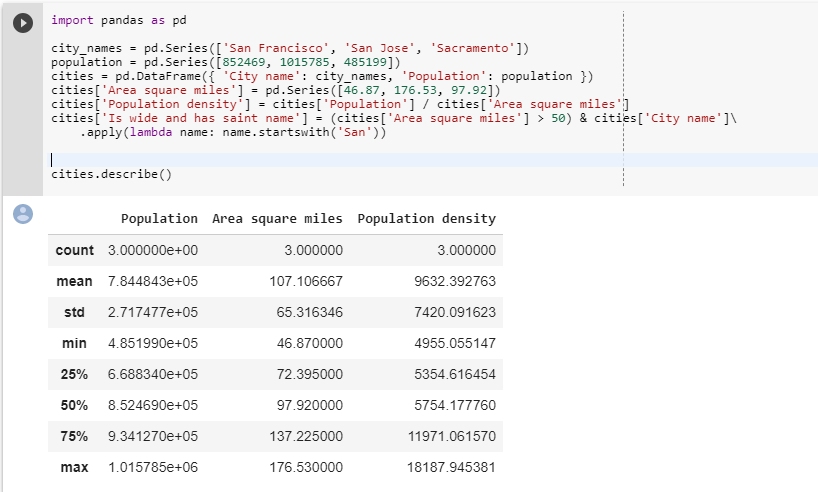 import pandas as pd
city_names = pd.Series(['San Francisco', 'San Jose', 'Sacramento'])
population = pd.Series([852469, 1015785, 485199])
cities = pd.DataFrame({ 'City name': city_names, 'Population': population })
cities['Area square miles'] = pd.Series([46.87, 176.53, 97.92])
cities['Population density'] = cities['Population'] / cities['Area square miles']
cities['Is wide and has saint name'] = (cities['Area square miles'] > 50) & cities['City name']\
.apply(lambda name: name.startswith('San'))
cities.describe()
Population Area square miles Population density
count 3.000000e+00 3.000000 3.000000
mean 7.844843e+05 107.106667 9632.392763
std 2.717477e+05 65.316346 7420.091623
min 4.851990e+05 46.870000 4955.055147
25% 6.688340e+05 72.395000 5354.616454
50% 8.524690e+05 97.920000 5754.177760
75% 9.341270e+05 137.225000 11971.061570
max 1.015785e+06 176.530000 18187.945381